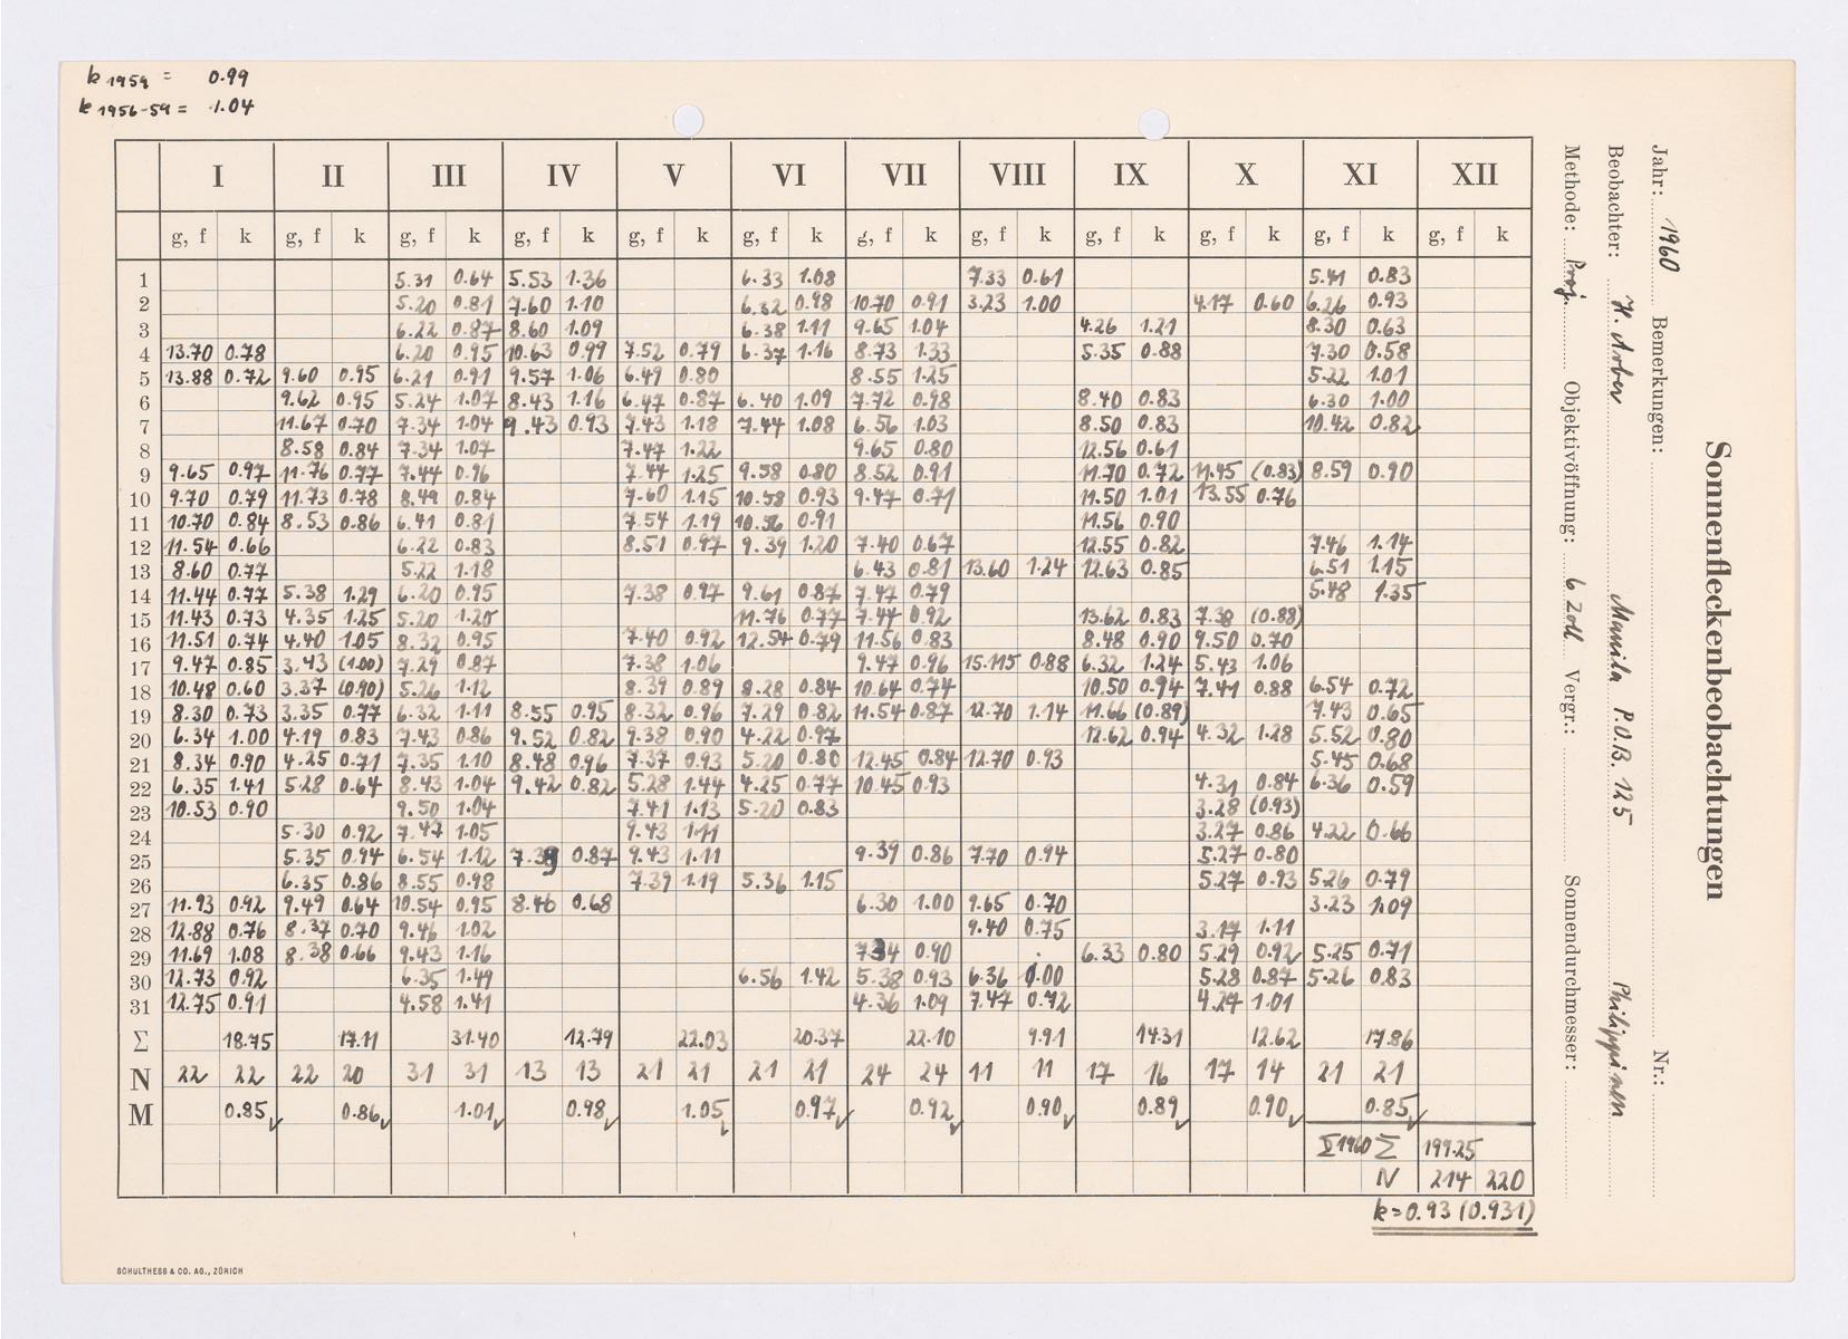 k 1959 = 0.99
k 1956-59 = 1.04
Sonnenfleckenbeobachtungen
Jahr: 1960 Bemerkungen: Nr.:
Beobachter: H. Arber Manila P.O.B. 125 Philippinen
Methode: Proj. Objektivöffnung: 6 Zoll Vergr.: Sonnendurchmesser:
I II III IV V VI VII VIII IX X XI XII
g, f k g, f k g, f k g, f k g, f k g, f k g, f k g, f k g, f k g, f k g, f k g, f k
1 5.31 0.64 5.53 1.36 6.33 1.08 7.33 0.61 5.41 0.83
2 5.20 0.81 7.60 1.10 6.32 0.98 10.70 0.91 3.23 1.00 4.17 0.60 6.26 0.93
3 6.22 0.87 8.60 1.09 6.38 1.11 9.65 1.04 4.26 1.21 8.30 0.63
4 13.70 0.78 6.20 0.95 10.63 0.99 7.52 0.79 6.37 1.16 8.73 1.33 5.35 0.88 7.30 0.58
5 13.88 0.72 9.60 0.95 6.21 0.91 9.57 1.06 6.49 0.80 8.55 1.25 5.22 1.01
6 9.62 0.95 5.24 1.07 8.43 1.16 6.47 0.87 6.40 1.09 7.72 0.98 8.40 0.83 6.30 1.00
7 11.67 0.70 7.34 1.04 9.43 0.93 7.43 1.18 7.44 1.08 6.56 1.03 8.50 0.83 10.42 0.82
8 8.58 0.84 7.34 1.07 7.47 1.22 9.65 0.80 12.56 0.61
9 9.65 0.97 11.76 0.77 7.44 0.96 7.44 1.25 9.58 0.80 8.52 0.91 11.70 0.72 11.45 (0.83) 8.59 0.90
10 9.70 0.79 11.73 0.78 8.49 0.84 7.60 1.15 10.58 0.93 9.47 0.71 11.50 1.01 13.55 0.76
11 10.70 0.84 8.53 0.86 6.41 0.81 7.54 1.19 10.56 0.91 11.56 0.90
12 11.54 0.66 6.22 0.83 8.51 0.97 9.39 1.20 7.40 0.67 12.55 0.82 7.46 1.14
13 8.60 0.77 5.22 1.18 6.43 0.81 13.60 1.24 12.63 0.85 6.51 1.15
14 11.44 0.77 5.38 1.29 6.20 0.95 7.38 0.97 9.61 0.87 7.47 0.79 5.48 1.35
15 11.43 0.73 4.35 1.25 5.20 1.20 11.76 0.77 7.44 0.92 13.62 0.83 7.38 (0.88)
16 11.51 0.74 4.40 1.05 8.32 0.95 7.40 0.92 12.54 0.79 11.56 0.83 8.48 0.90 9.50 0.70
17 9.47 0.85 3.43 (1.00) 7.29 0.87 7.38 1.06 9.47 0.96 15.115 0.88 6.32 1.24 5.43 1.06
18 10.48 0.60 3.37 (0.90) 5.26 1.12 8.39 0.89 8.28 0.84 10.64 0.74 10.50 0.94 7.41 0.88 6.54 0.72
19 8.30 0.73 3.35 0.77 6.32 1.11 8.55 0.95 8.32 0.96 7.29 0.82 11.54 0.87 12.70 1.14 11.66 (0.89) 7.43 0.65
20 6.34 1.00 4.19 0.83 7.43 0.86 9.52 0.82 9.38 0.90 4.22 0.97 12.62 0.94 4.32 1.28 5.52 0.80
21 8.34 0.90 4.25 0.71 7.35 1.10 8.48 0.96 7.37 0.93 5.20 0.80 12.45 0.84 12.70 0.93 5.45 0.68
22 6.35 1.41 5.28 0.64 8.43 1.04 9.42 0.82 5.28 1.44 4.25 0.77 10.45 0.93 4.31 0.84 6.36 0.59
23 10.53 0.90 9.50 1.04 7.41 1.13 5.20 0.83 3.28 (0.93)
24 5.30 0.92 7.47 1.05 9.43 1.11 3.27 0.86 4.22 0.66
25 5.35 0.94 6.54 1.12 7.39 0.87 9.43 1.11 9.39 0.86 7.70 0.94 5.27 0.80
26 6.35 0.86 8.55 0.98 7.39 1.19 5.36 1.15 5.27 0.93 5.26 0.79
27 11.93 0.92 9.49 0.64 10.54 0.95 8.46 0.68 6.30 1.00 9.65 0.70 3.23 1.09
28 12.88 0.76 8.37 0.70 9.46 1.02 9.40 0.75 3.17 1.11
29 11.69 1.08 8.38 0.66 9.43 1.16 7.34 0.90 6.33 0.80 5.29 0.92 5.25 0.71
30 12.73 0.92 6.35 1.49 6.56 1.42 5.38 0.93 6.36 1.00 5.28 0.87 5.26 0.83
31 12.75 0.91 4.58 1.41 4.36 1.09 7.47 0.72 4.24 1.01
Σ 18.75 17.11 31.40 12.79 22.03 20.37 22.10 9.91 14.31 12.62 17.86
N 22 22 22 20 31 31 13 13 21 21 21 21 24 24 11 11 17 16 17 14 21 21
M 0.85 0.86 1.01 0.98 1.05 0.97 0.92 0.90 0.89 0.90 0.85
1960 Σ 199.25
N 214 220
k = 0.93 (0.931)
SCHULTHESS & CO. AG., ZÜRICH